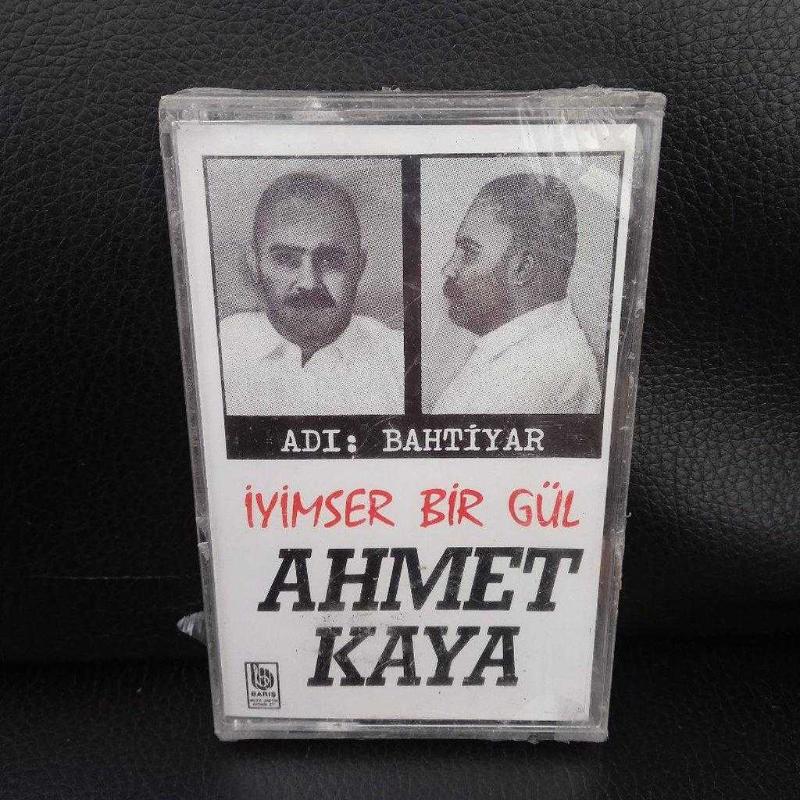 ADI: BAHTİYAR
İYİMSER BİR GÜL
AHMET
KAYA
BARIŞ